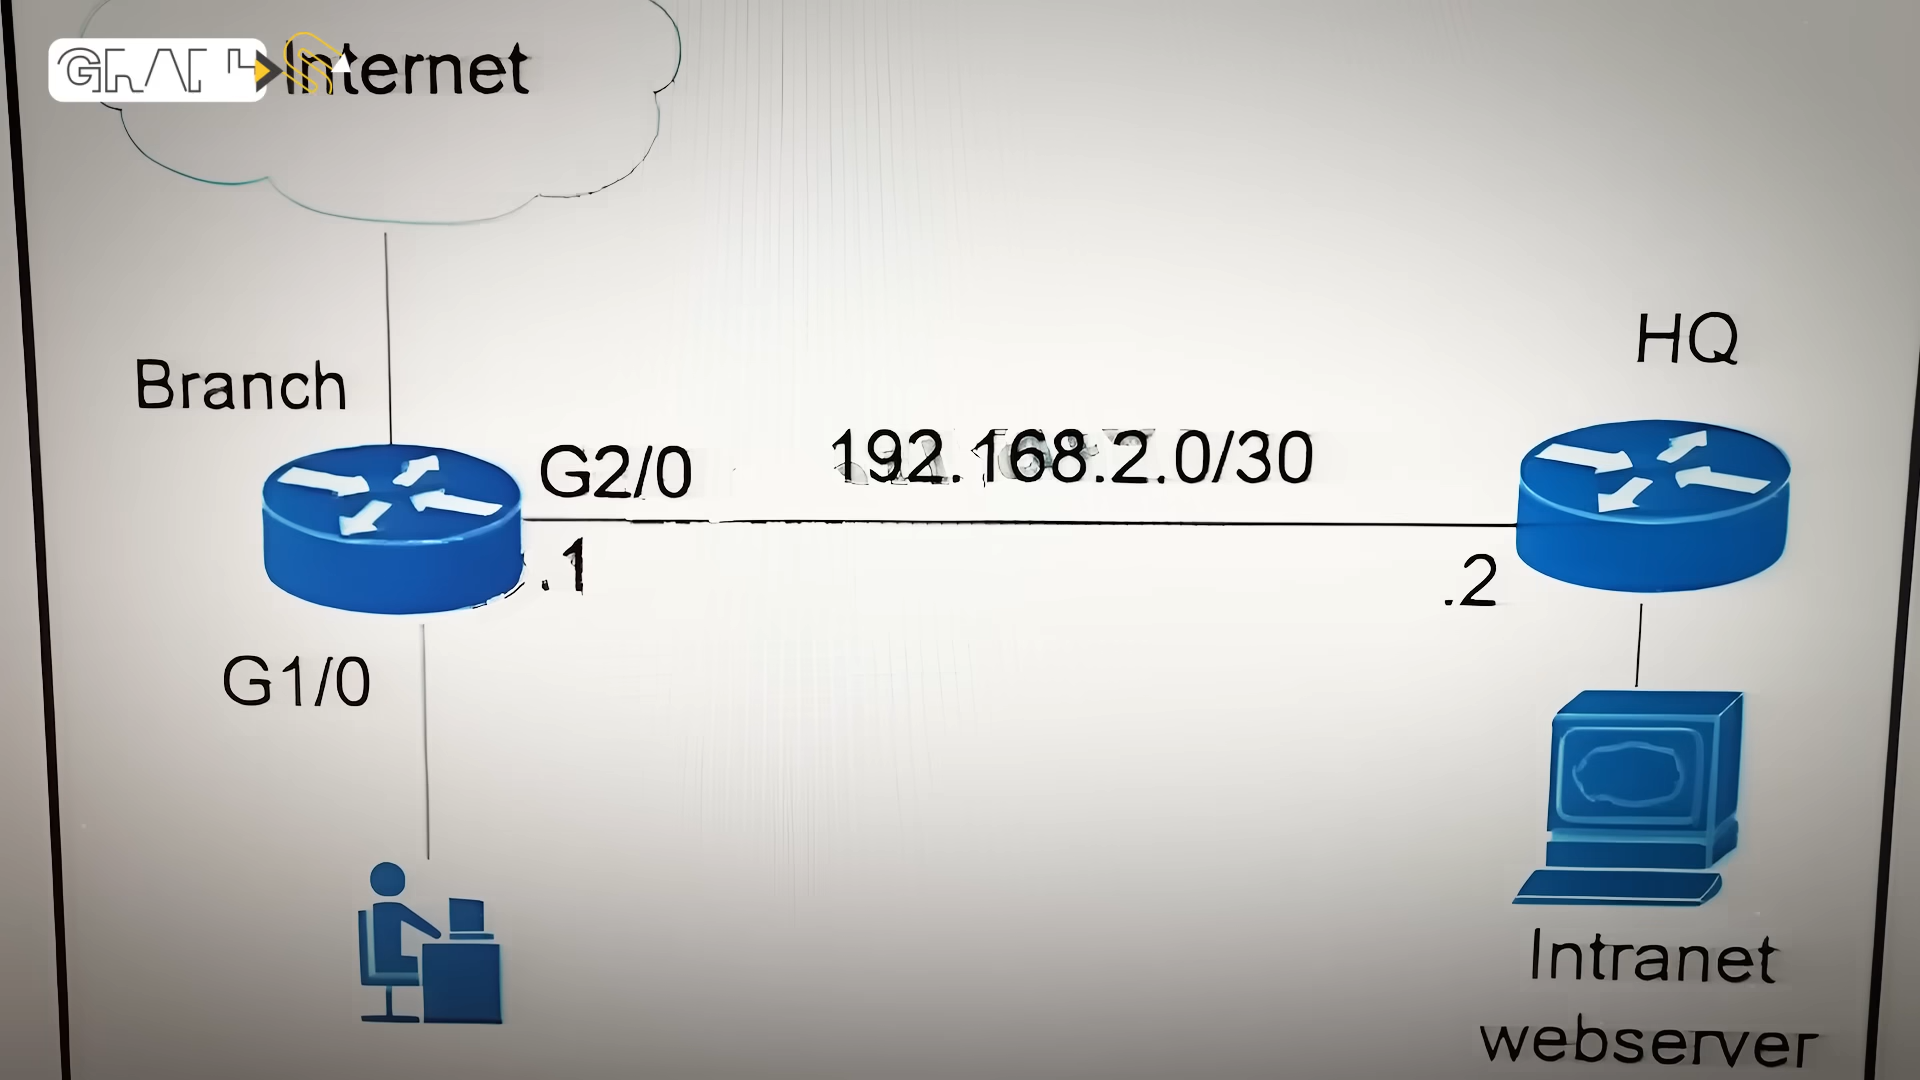 Internet
HQ
Branch
G2/0
192.168.2.0/30
.1
.2
G1/0
Intranet
webserver